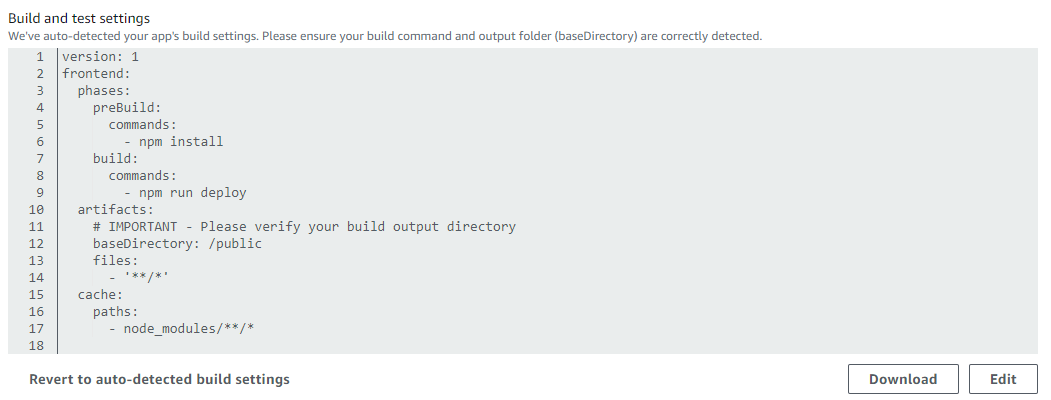 Build and test settings
We've auto-detected your app's build settings. Please ensure your build command and output folder (baseDirectory) are correctly detected.
1 version: 1
2 frontend:
3   phases:
4     preBuild:
5       commands:
6         - npm install
7     build:
8       commands:
9         - npm run deploy
10   artifacts:
11     # IMPORTANT - Please verify your build output directory
12     baseDirectory: /public
13     files:
14       - '**/*'
15   cache:
16     paths:
17       - node_modules/**/*
18
Revert to auto-detected build settings Download Edit